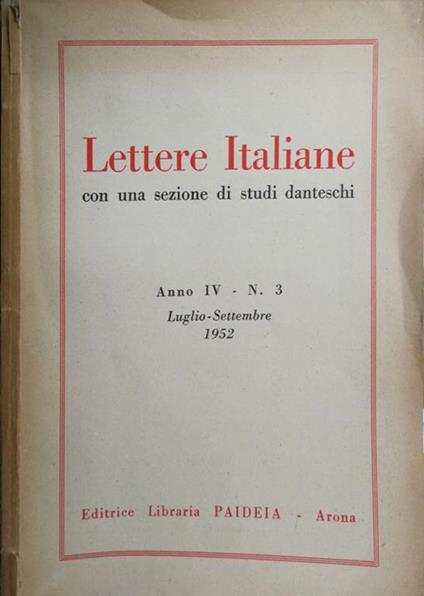 Lettere Italiane
con una sezione di studi danteschi
Anno IV - N. 3
Luglio-Settembre
1952
Editrice Libraria PAIDEIA - Arona